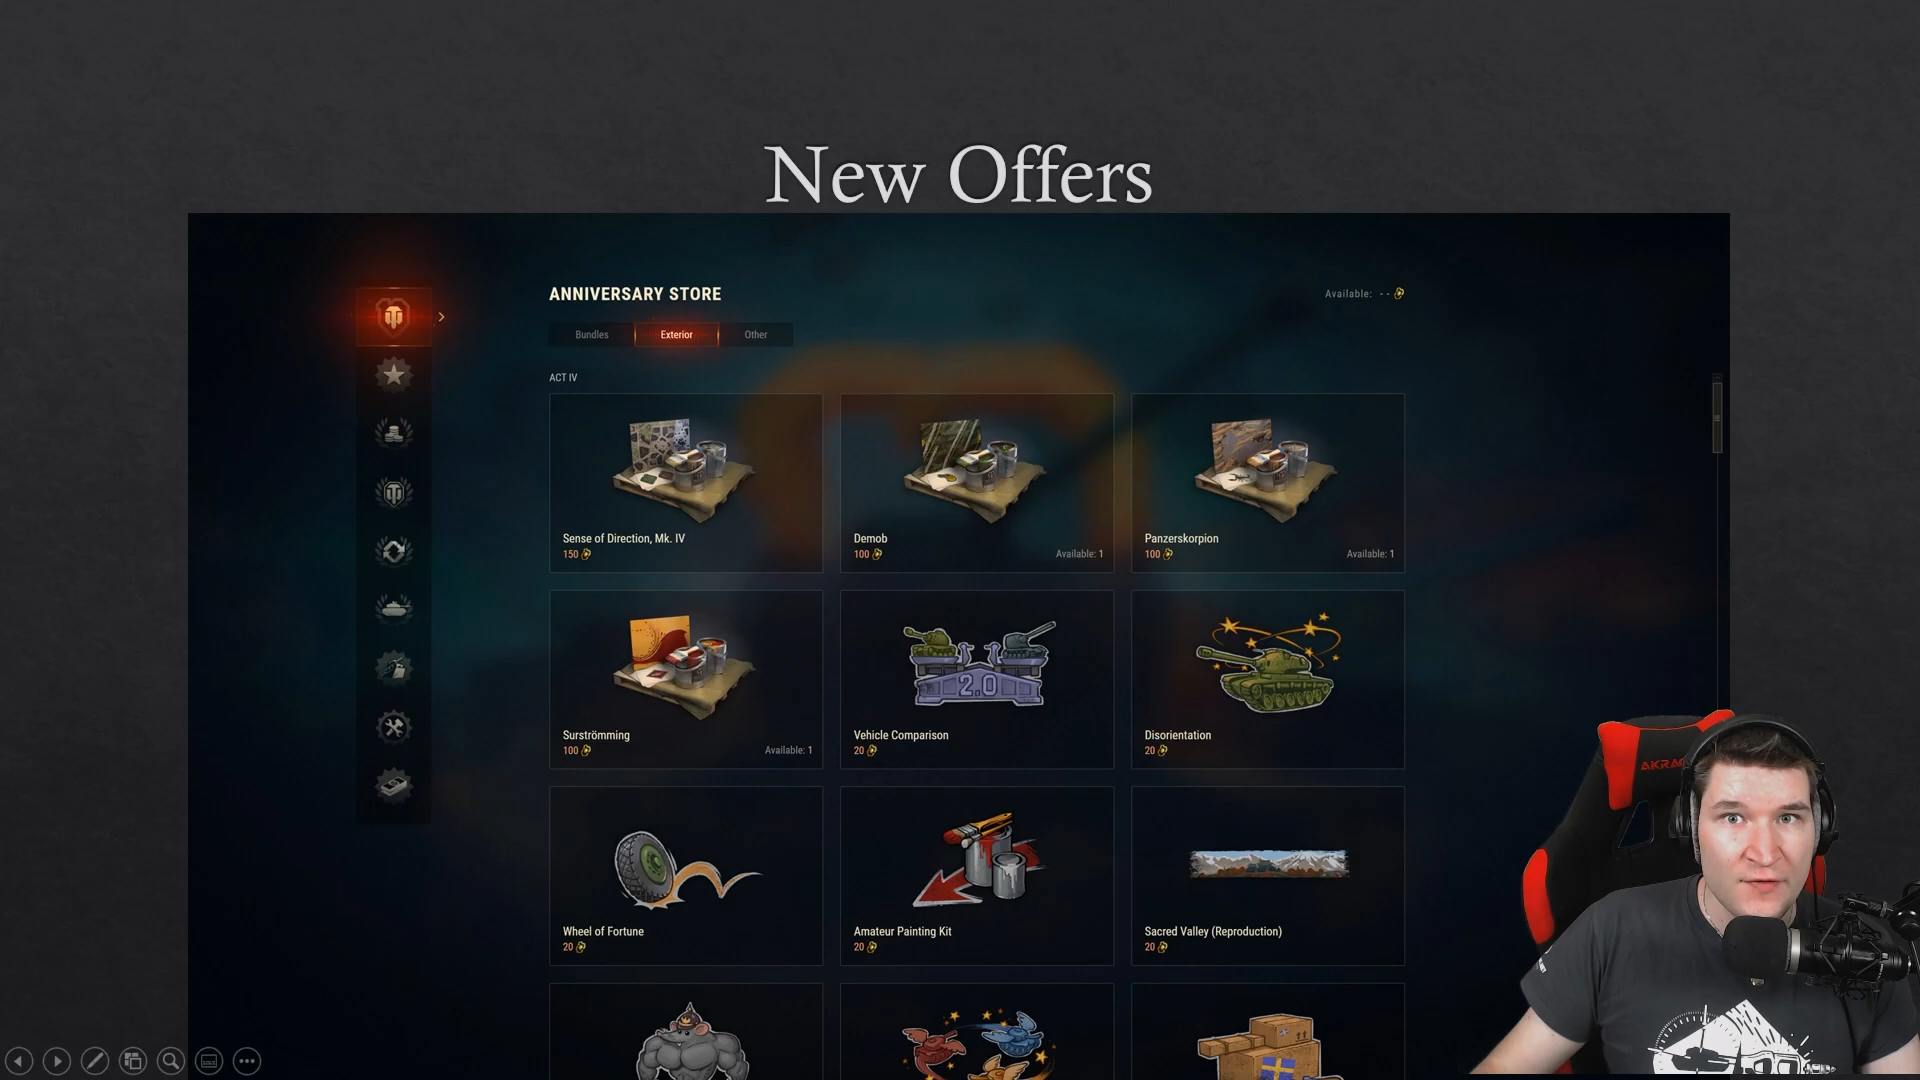 New Offers
ANNIVERSARY STORE
Available: --
Bundles
Exterior
Other
ACT IV
Sense of Direction, Mk. IV
150
Demob
100
Available: 1
Panzerskorpion
100
Available: 1
Surströmming
100
Available: 1
2.0
Vehicle Comparison
20
Disorientation
20
Wheel of Fortune
20
Amateur Painting Kit
20
Sacred Valley (Reproduction)
20